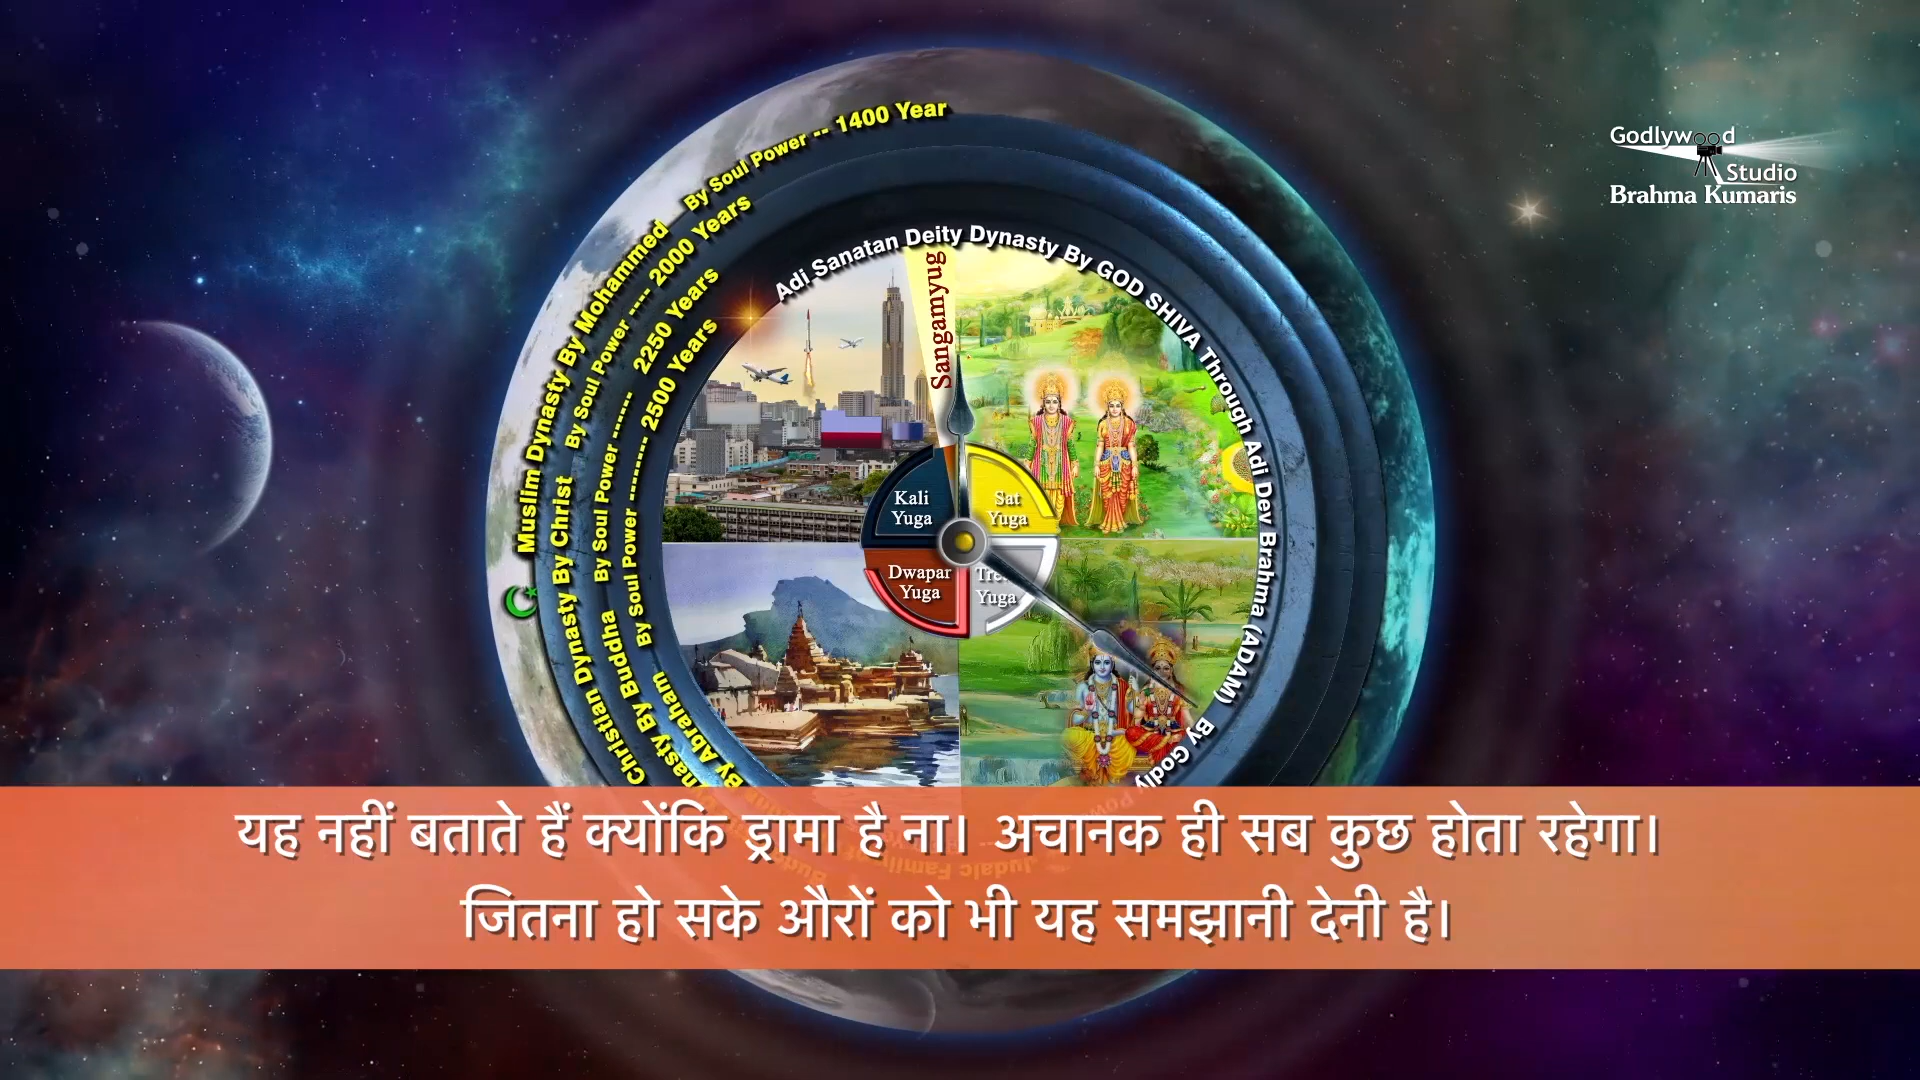 Godlywood
Studio
Brahma Kumaris
Muslim Dynasty By Mohammed By Soul Power -- 1400 Year
Christian Dynasty By Christ By Soul Power ---- 2000 Years
By Buddha By Soul Power ------ 2250 Years
By Abraham By Soul Power -------- 2500 Years
Adi Sanatan Deity Dynasty By GOD SHIVA Through Adi Dev Brahma (ADAM) By Godly
Sangamyug
Kali
Yuga
Sat
Yuga
Dwapar
Yuga
Yuga
यह नहीं बताते हैं क्योंकि ड्रामा है ना। अचानक ही सब कुछ होता रहेगा।
जितना हो सके औरों को भी यह समझानी देनी है।